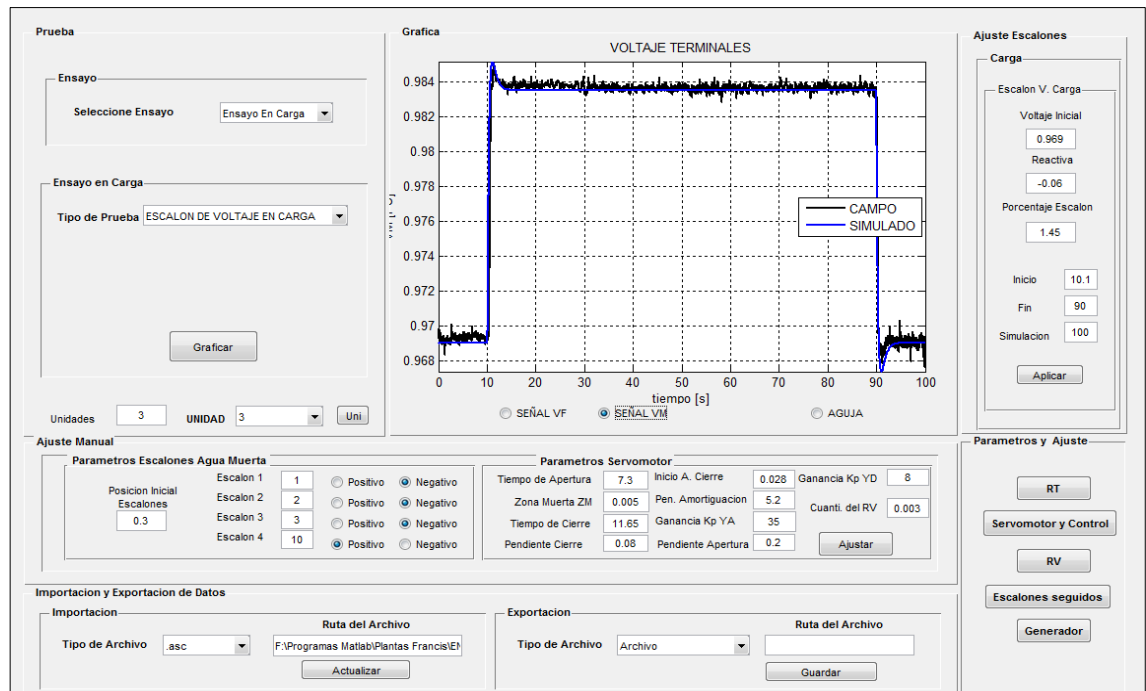 Prueba
Ensayo
Seleccione Ensayo
Ensayo En Carga
Ensayo en Carga
Tipo de Prueba
ESCALON DE VOLTAJE EN CARGA
Graficar
Unidades
3
UNIDAD
3
Uni
Grafica
VOLTAJE TERMINALES
0.984
0.982
0.98
0.978
0.976
0.974
0.972
0.97
0.968
0 10 20 30 40 50 60 70 80 90 100
tiempo [s]
CAMPO
SIMULADO
SEÑAL VF
SEÑAL VM
AGUJA
Ajuste Escalones
Carga
Escalon V. Carga
Voltaje Inicial
0.969
Reactiva
-0.06
Porcentaje Escalon
1.45
Inicio 10.1
Fin 90
Simulacion 100
Aplicar
Ajuste Manual
Parametros Escalones Agua Muerta
Posicion Inicial
Escalones
0.3
Escalon 1 1 Positivo Negativo
Escalon 2 2 Positivo Negativo
Escalon 3 3 Positivo Negativo
Escalon 4 10 Positivo Negativo
Parametros Servomotor
Tiempo de Apertura 7.3 Inicio A. Cierre 0.028 Ganancia Kp YD 8
Zona Muerta ZM 0.005 Pen. Amortiguacion 5.2 Cuanti. del RV 0.003
Tiempo de Cierre 11.65 Ganancia Kp YA 35
Pendiente Cierre 0.08 Pendiente Apertura 0.2 Ajustar
Parametros y Ajuste
RT
Servomotor y Control
RV
Escalones seguidos
Generador
Importacion y Exportacion de Datos
Importacion
Ruta del Archivo
Tipo de Archivo .asc F:\Programas Matlab\Plantas Francis\
Actualizar
Exportacion
Ruta del Archivo
Tipo de Archivo Archivo
Guardar